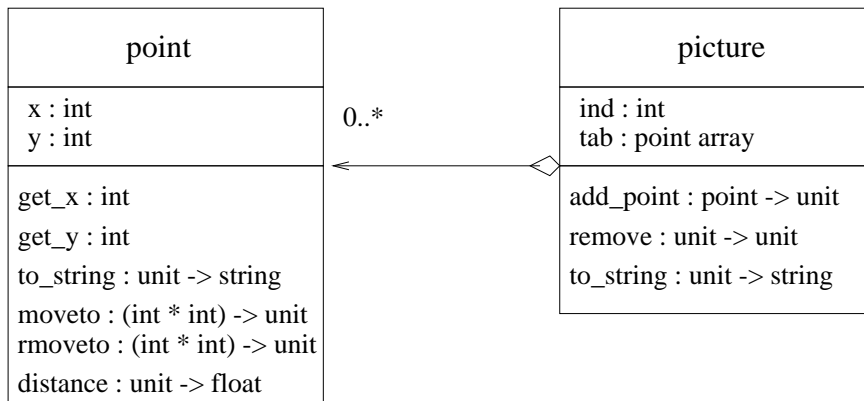 point
x : int
y : int
get_x : int
get_y : int
to_string : unit -> string
moveto : (int * int) -> unit
rmoveto : (int * int) -> unit
distance : unit -> float
0..*
picture
ind : int
tab : point array
add_point : point -> unit
remove : unit -> unit
to_string : unit -> string